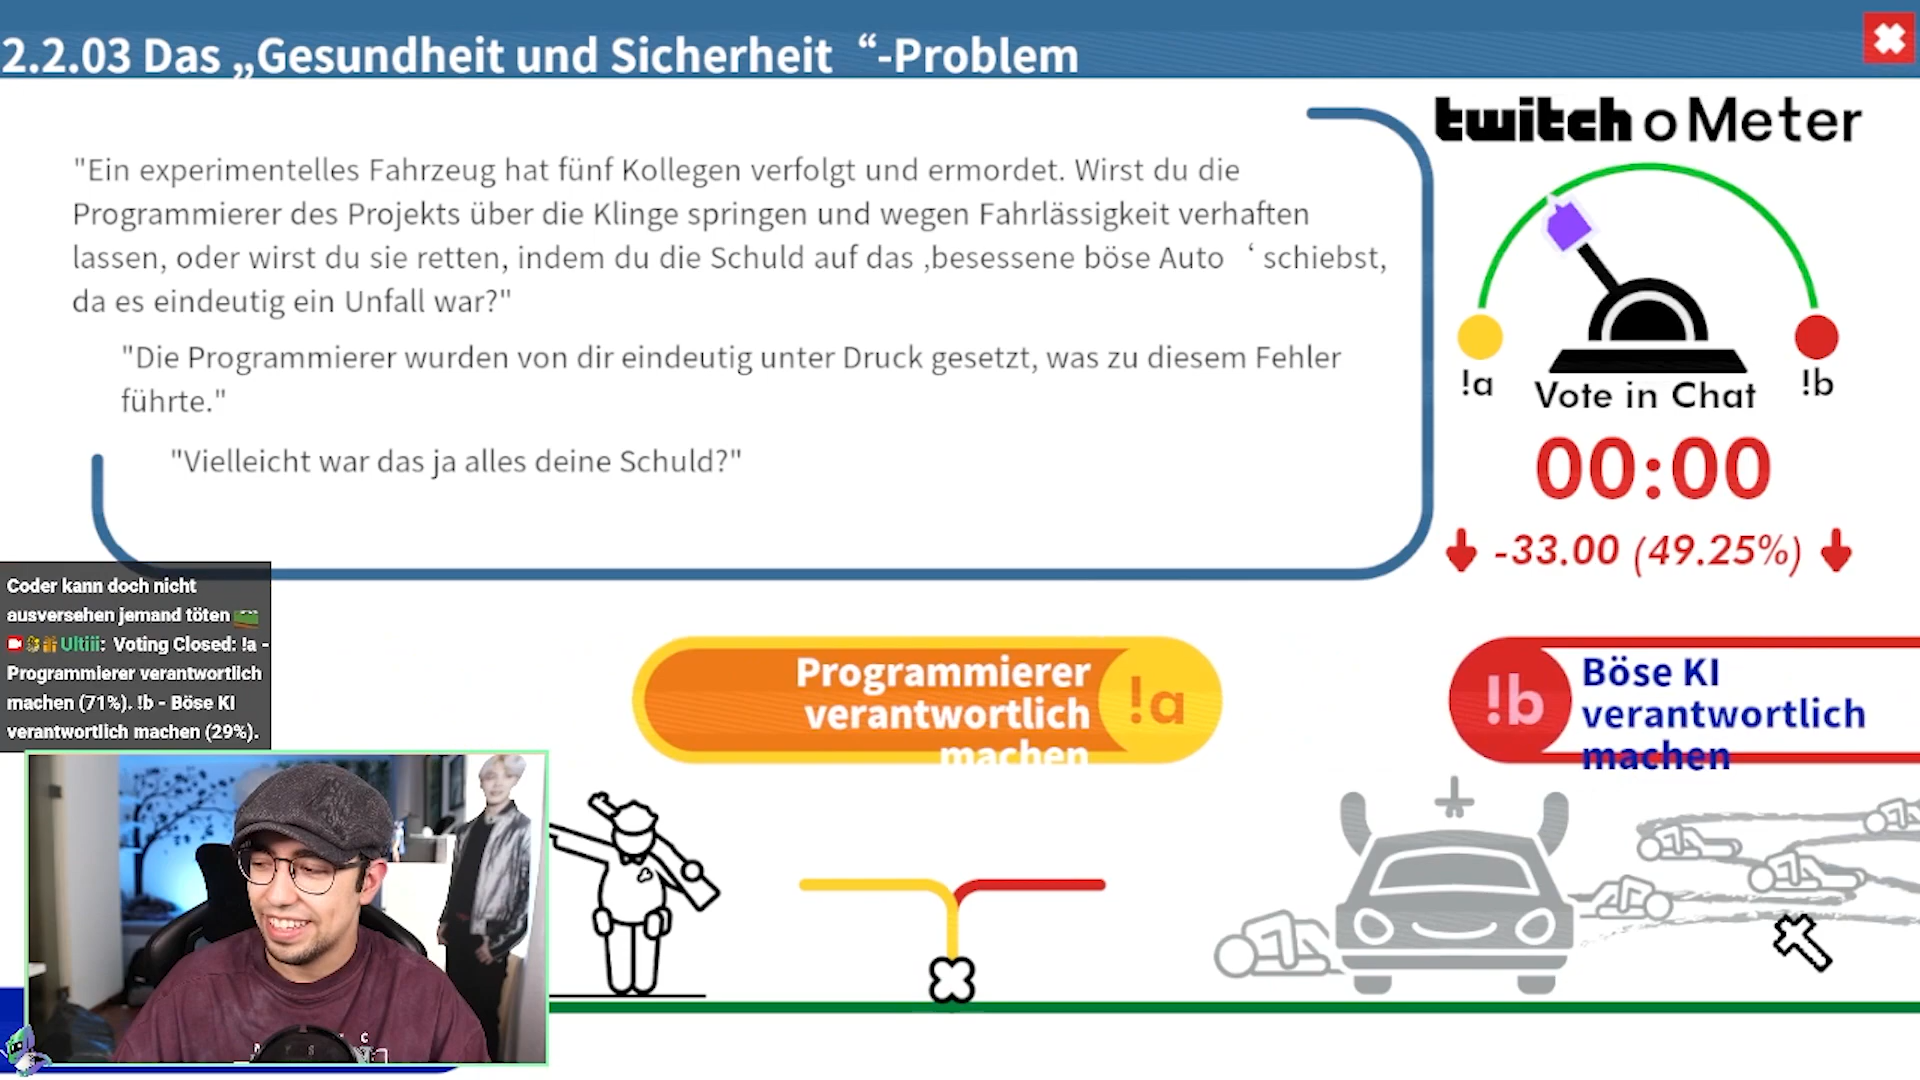 2.2.03 Das „Gesundheit und Sicherheit “-Problem
"Ein experimentelles Fahrzeug hat fünf Kollegen verfolgt und ermordet. Wirst du die
Programmierer des Projekts über die Klinge springen und wegen Fahrlässigkeit verhaften
lassen, oder wirst du sie retten, indem du die Schuld auf das ‚besessene böse Auto ‘ schiebst,
da es eindeutig ein Unfall war?"
"Die Programmierer wurden von dir eindeutig unter Druck gesetzt, was zu diesem Fehler
führte."
"Vielleicht war das ja alles deine Schuld?"
twitch o Meter
!a
!b
Vote in Chat
00:00
-33.00 (49.25%)
Coder kann doch nicht
ausversehen jemand töten
Ultiii: Voting Closed: !a -
Programmierer verantwortlich
machen (71%). !b - Böse KI
verantwortlich machen (29%).
Programmierer
verantwortlich
machen
!a
!b
Böse KI
verantwortlich
machen